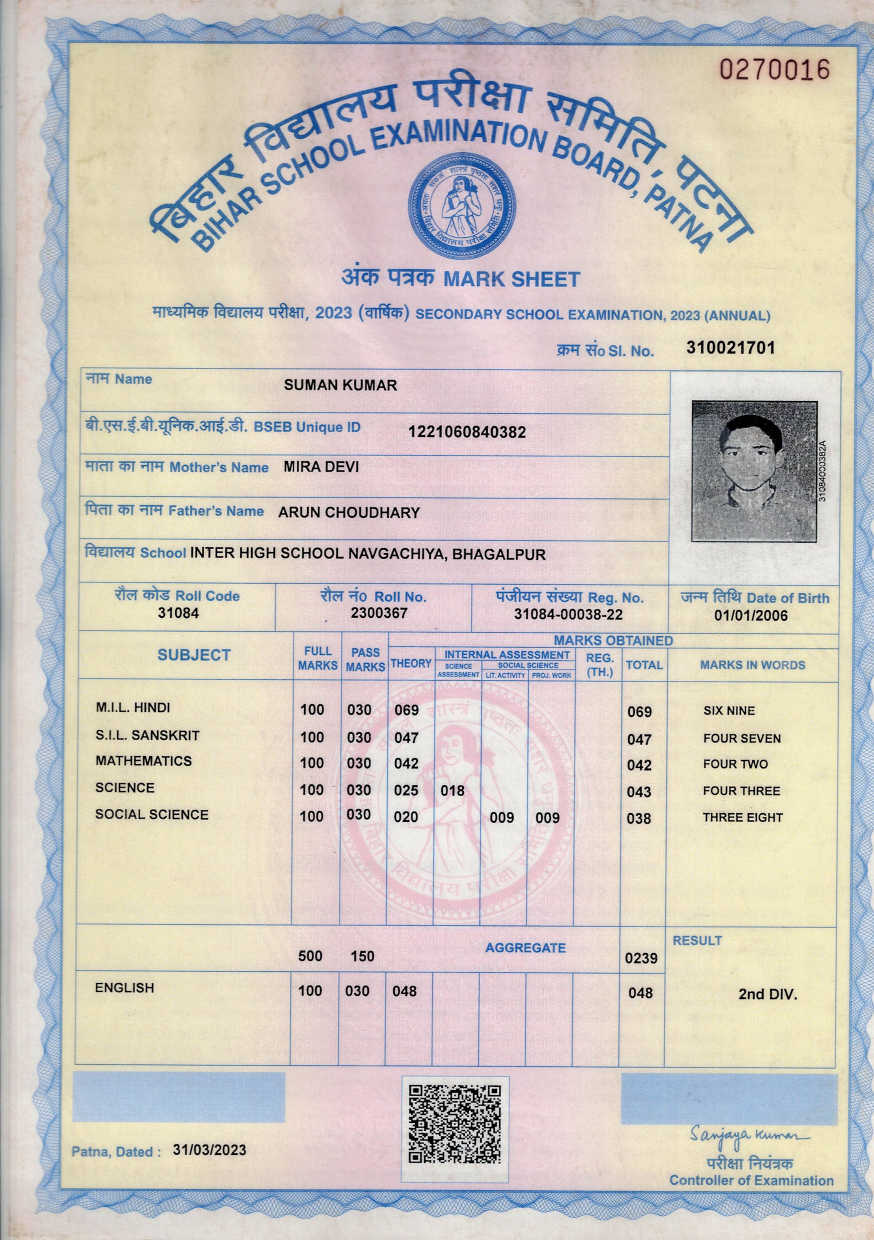 0270016
बिहार विद्यालय परीक्षा समिति, पटना
BIHAR SCHOOL EXAMINATION BOARD, PATNA
अंक पत्रक MARK SHEET
माध्यमिक विद्यालय परीक्षा, 2023 (वार्षिक) SECONDARY SCHOOL EXAMINATION, 2023 (ANNUAL)
क्रम सं० Sl. No. 310021701
नाम Name SUMAN KUMAR
बी.एस.ई.बी.यूनिक.आई.डी. BSEB Unique ID 1221060840382
माता का नाम Mother's Name MIRA DEVI
पिता का नाम Father's Name ARUN CHOUDHARY
विद्यालय School INTER HIGH SCHOOL NAVGACHIYA, BHAGALPUR
रौल कोड Roll Code रौल नं० Roll No. पंजीयन संख्या Reg. No. जन्म तिथि Date of Birth
31084 2300367 31084-00038-22 01/01/2006
MARKS OBTAINED
SUBJECT FULL MARKS PASS MARKS THEORY INTERNAL ASSESSMENT REG. (TH.) TOTAL MARKS IN WORDS
SCIENCE ASSESSMENT SOCIAL SCIENCE
LIT. ACTIVITY PROJ. WORK
M.I.L. HINDI 100 030 069 069 SIX NINE
S.I.L. SANSKRIT 100 030 047 047 FOUR SEVEN
MATHEMATICS 100 030 042 042 FOUR TWO
SCIENCE 100 030 025 018 043 FOUR THREE
SOCIAL SCIENCE 100 030 020 009 009 038 THREE EIGHT
500 150 AGGREGATE 0239 RESULT
ENGLISH 100 030 048 048 2nd DIV.
Patna, Dated : 31/03/2023
Sanjaya Kumar
परीक्षा नियंत्रक
Controller of Examination